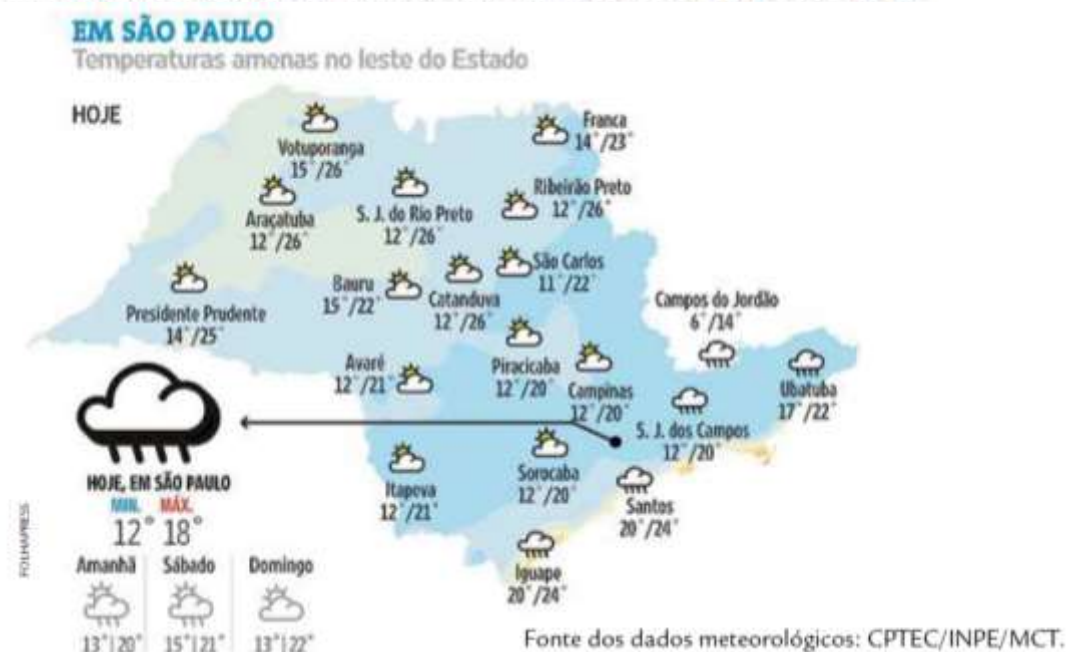 EM SÃO PAULO
Temperaturas amenas no leste do Estado
HOJE
Votuporanga
15°/26°
Franca
14°/23°
Araçatuba
12°/26°
S. J. do Rio Preto
12°/26°
Ribeirão Preto
12°/26°
Presidente Prudente
14°/25°
Bauru
15°/22°
Catanduva
12°/26°
São Carlos
11°/22°
Campos do Jordão
6°/14°
Avaré
12°/21°
Piracicaba
12°/20°
Campinas
12°/20°
Ubatuba
17°/22°
S. J. dos Campos
12°/20°
Itapeva
12°/21°
Sorocaba
12°/20°
Santos
20°/24°
Iguape
20°/24°
HOJE, EM SÃO PAULO
MIN. MÁX.
12° 18°
Amanhã Sábado Domingo
13°|20° 15°|21° 13°|22°
FOLHAPRESS
Fonte dos dados meteorológicos: CPTEC/INPE/MCT.